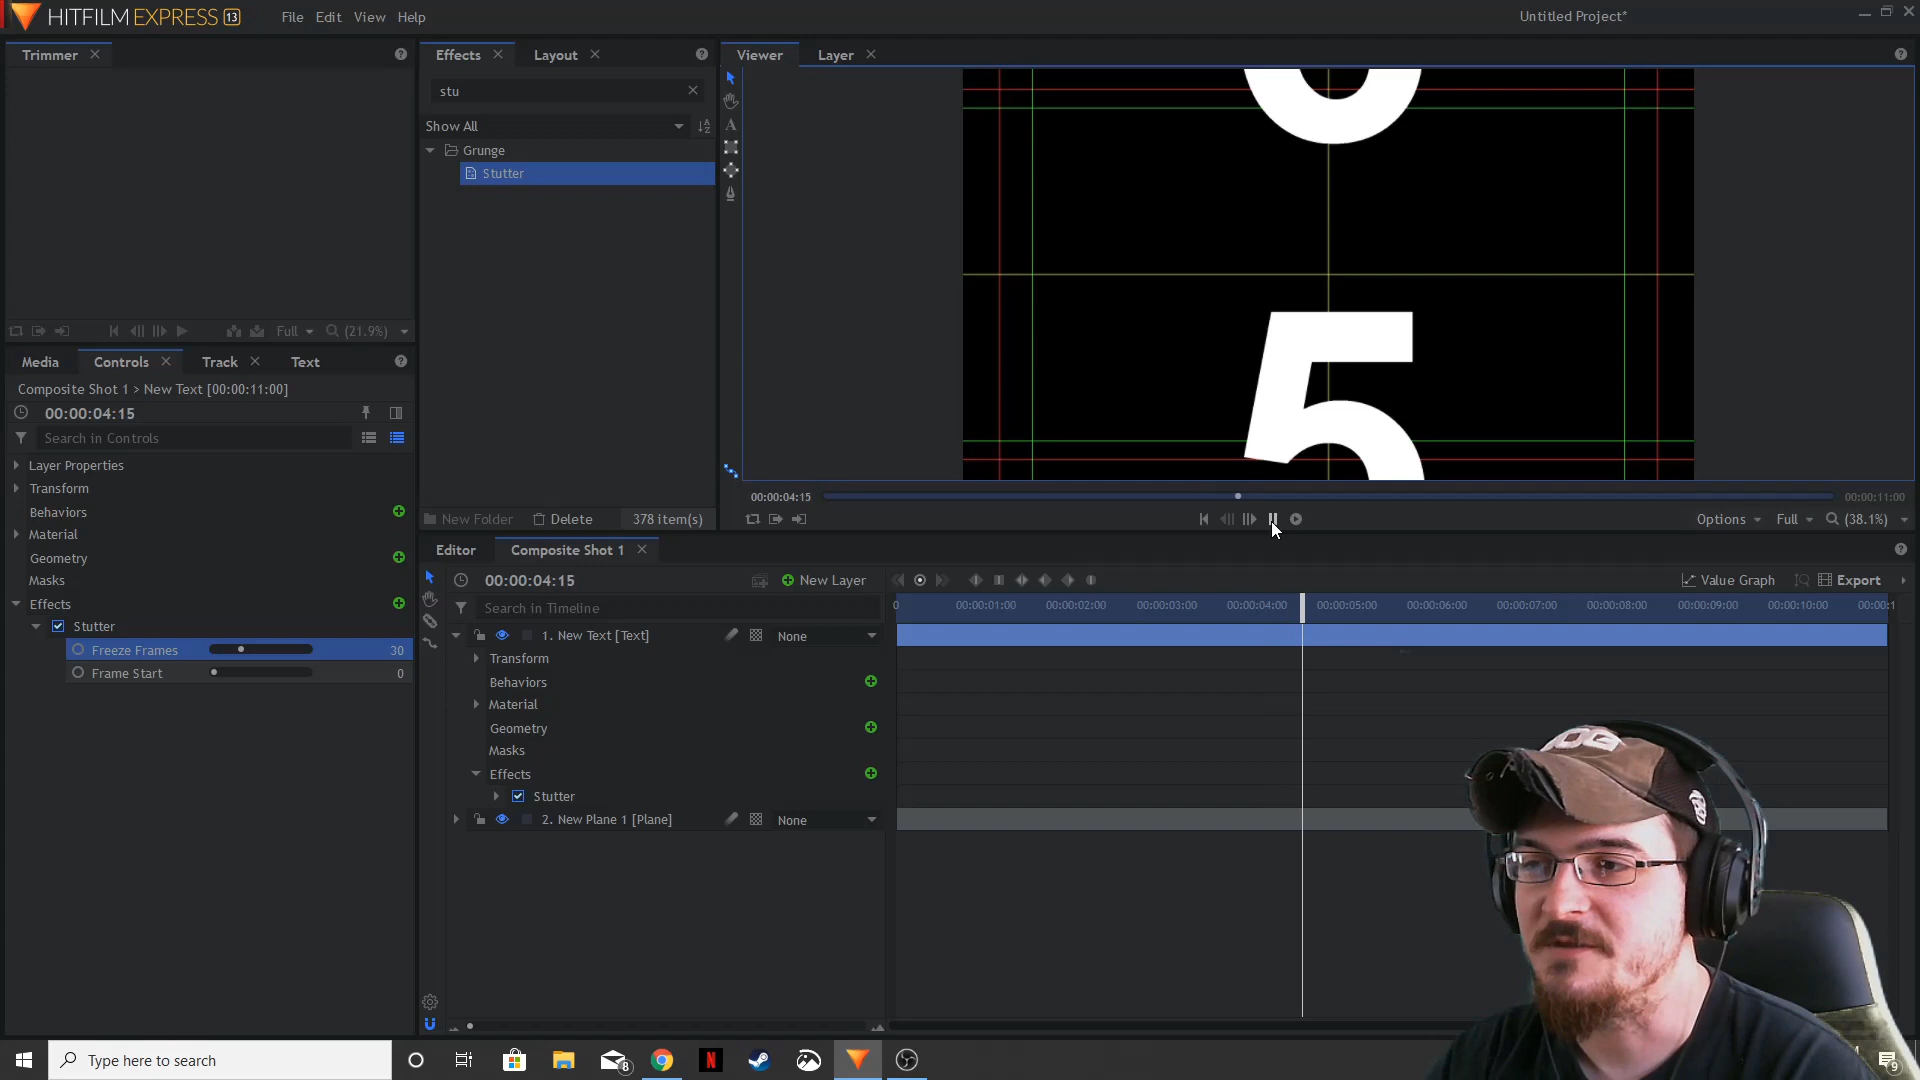 HITFILM EXPRESS 13 File Edit View Help Untitled Project*
Trimmer
Effects Layout
Viewer Layer
stu
Show All
Grunge
Stutter
6
5
Full (21.9%)
Media Controls Track Text
Composite Shot 1 > New Text [00:00:11:00]
00:00:04:15
Search in Controls
Layer Properties
Transform
Behaviors
Material
Geometry
Masks
Effects
Stutter
Freeze Frames 30
Frame Start 0
New Folder Delete 378 item(s)
00:00:04:15 00:00:11:00
Options Full (38.1%)
Editor Composite Shot 1
00:00:04:15 New Layer Value Graph Export
Search in Timeline
0 00:00:01:00 00:00:02:00 00:00:03:00 00:00:04:00 00:00:05:00 00:00:06:00 00:00:07:00 00:00:08:00 00:00:09:00 00:00:10:00 00:00:1
1. New Text [Text] None
Transform
Behaviors
Material
Geometry
Masks
Effects
Stutter
2. New Plane 1 [Plane] None
Type here to search
8
N
9